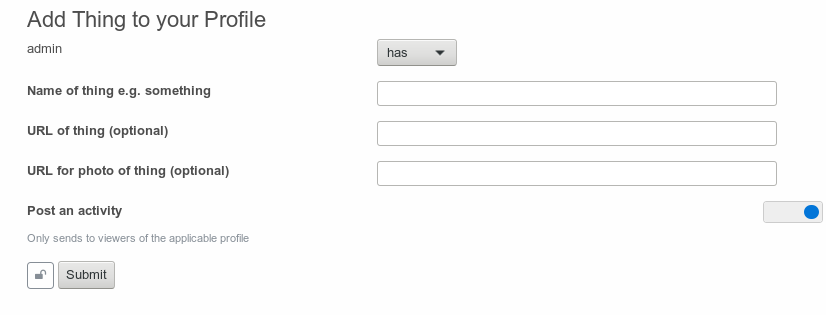 Add Thing to your Profile
admin
has
Name of thing e.g. something
URL of thing (optional)
URL for photo of thing (optional)
Post an activity
Only sends to viewers of the applicable profile
Submit